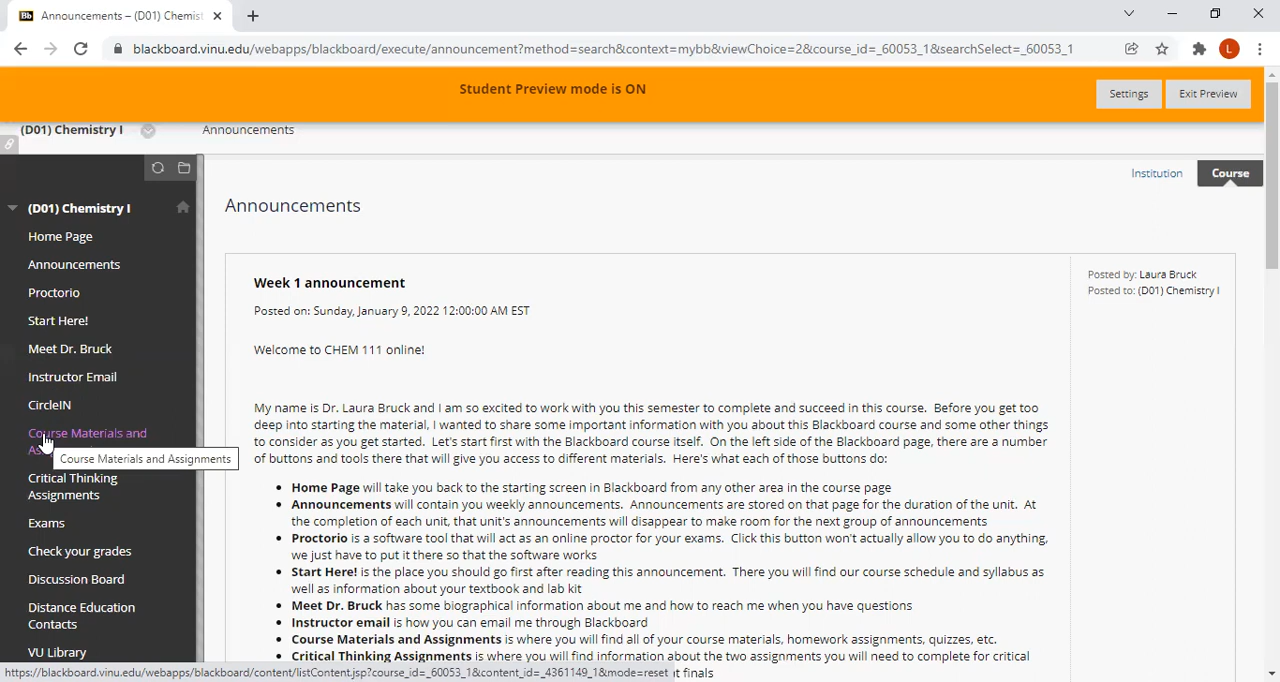 Announcements – (D01) Chemist
blackboard.vinu.edu/webapps/blackboard/execute/announcement?method=search&context=mybb&viewChoice=2&course_id=_60053_1&searchSelect=_60053_1
L
Student Preview mode is ON
Settings
Exit Preview
(D01) Chemistry I
Announcements
Institution
Course
(D01) Chemistry I
Home Page
Announcements
Proctorio
Start Here!
Meet Dr. Bruck
Instructor Email
CircleIN
Course Materials and
Course Materials and Assignments
Critical Thinking
Assignments
Exams
Check your grades
Discussion Board
Distance Education
Contacts
VU Library
Announcements
Week 1 announcement
Posted on: Sunday, January 9, 2022 12:00:00 AM EST
Posted by: Laura Bruck
Posted to: (D01) Chemistry I
Welcome to CHEM 111 online!
My name is Dr. Laura Bruck and I am so excited to work with you this semester to complete and succeed in this course. Before you get too
deep into starting the material, I wanted to share some important information with you about this Blackboard course and some other things
to consider as you get started. Let's start first with the Blackboard course itself. On the left side of the Blackboard page, there are a number
of buttons and tools there that will give you access to different materials. Here's what each of those buttons do:
• Home Page will take you back to the starting screen in Blackboard from any other area in the course page
• Announcements will contain you weekly announcements. Announcements are stored on that page for the duration of the unit. At
the completion of each unit, that unit's announcements will disappear to make room for the next group of announcements
• Proctorio is a software tool that will act as an online proctor for your exams. Click this button won't actually allow you to do anything,
we just have to put it there so that the software works
• Start Here! is the place you should go first after reading this announcement. There you will find our course schedule and syllabus as
well as information about your textbook and lab kit
• Meet Dr. Bruck has some biographical information about me and how to reach me when you have questions
• Instructor email is how you can email me through Blackboard
• Course Materials and Assignments is where you will find all of your course materials, homework assignments, quizzes, etc.
• Critical Thinking Assignments is where you will find information about the two assignments you will need to complete for critical
t finals
https://blackboard.vinu.edu/webapps/blackboard/content/listContent.jsp?course_id=_60053_1&content_id=_4361149_1&mode=reset